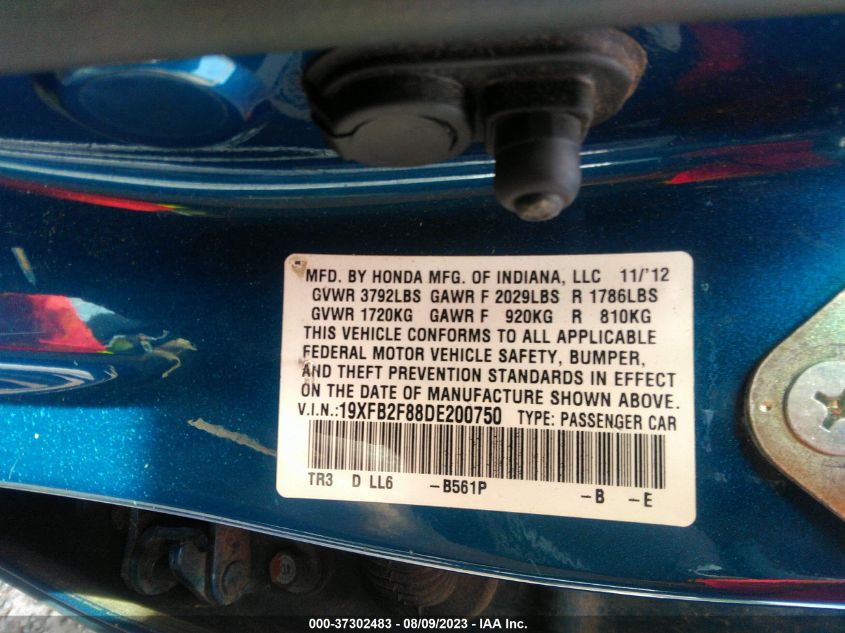 MFD. BY HONDA MFG. OF INDIANA, LLC 11/'12
GVWR 3792LBS GAWR F 2029LBS R 1786LBS
GVWR 1720KG GAWR F 920KG R 810KG
THIS VEHICLE CONFORMS TO ALL APPLICABLE
FEDERAL MOTOR VEHICLE SAFETY, BUMPER,
AND THEFT PREVENTION STANDARDS IN EFFECT
ON THE DATE OF MANUFACTURE SHOWN ABOVE.
V.I.N.:19XFB2F88DE200750 TYPE: PASSENGER CAR
TR3 D LL6 -B561P -B -E
000-37302483 - 08/09/2023 - IAA Inc.